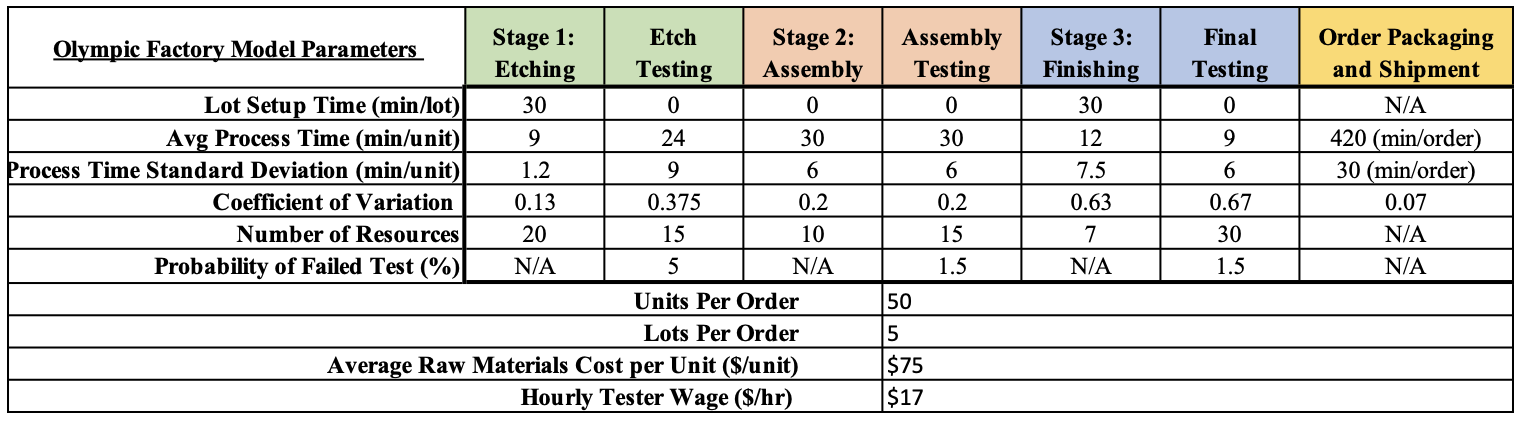 Olympic Factory Model Parameters Stage 1: Etching Etch Testing Stage 2: Assembly Assembly Testing Stage 3: Finishing Final Testing Order Packaging and Shipment
Lot Setup Time (min/lot) 30 0 0 0 30 0 N/A
Avg Process Time (min/unit) 9 24 30 30 12 9 420 (min/order)
Process Time Standard Deviation (min/unit) 1.2 9 6 6 7.5 6 30 (min/order)
Coefficient of Variation 0.13 0.375 0.2 0.2 0.63 0.67 0.07
Number of Resources 20 15 10 15 7 30 N/A
Probability of Failed Test (%) N/A 5 N/A 1.5 N/A 1.5 N/A
Units Per Order 50
Lots Per Order 5
Average Raw Materials Cost per Unit ($/unit) $75
Hourly Tester Wage ($/hr) $17